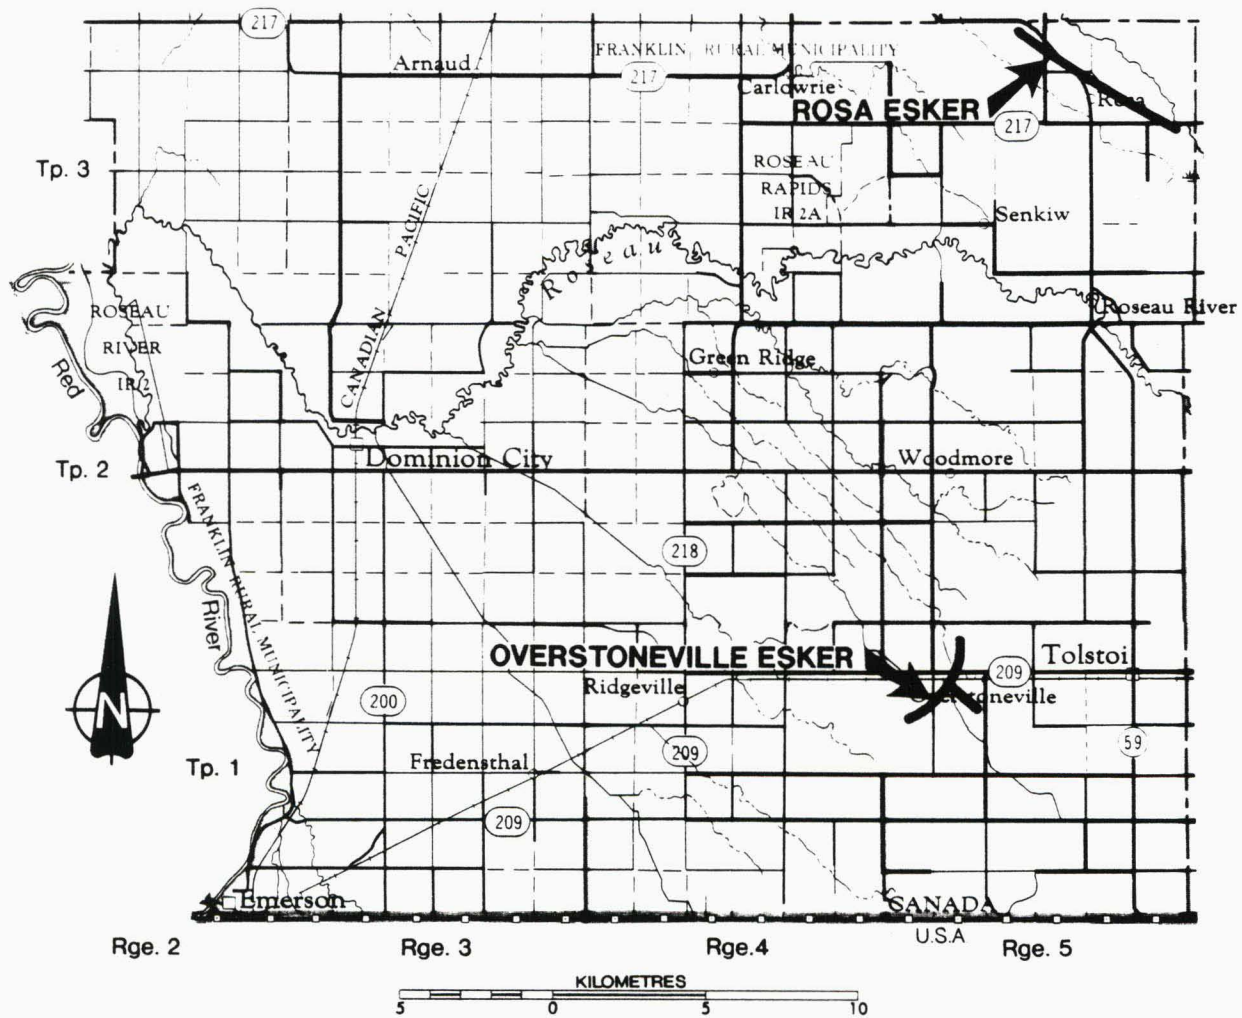 217
FRANKLIN RURAL MUNICIPALITY
Arnaud
217
Carlowrie
ROSA ESKER
Rosa
217
Tp. 3
ROSEAU
RAPIDS
IR 2A
PACIFIC
Senkiw
Roseau
ROSEAU
RIVER
IR 2
Roseau River
CANADIAN
Green Ridge
Red
Dominion City
Woodmore
Tp. 2
FRANKLIN RURAL MUNICIPALITY
218
River
OVERSTONEVILLE ESKER
Tolstoi
209
Ridgeville
Overstoneville
N
200
209
59
Tp. 1
Fredensthal
209
Emerson
CANADA
U.S.A
Rge. 2
Rge. 3
Rge.4
Rge. 5
KILOMETRES
5 0 5 10